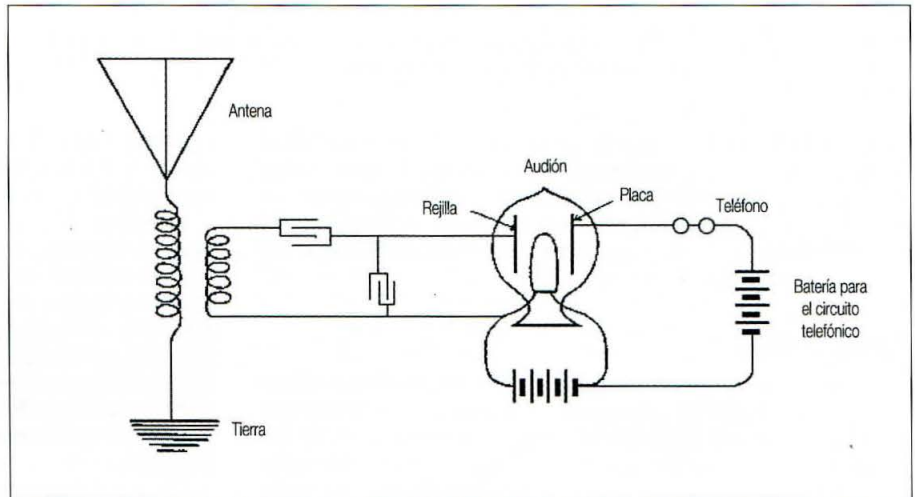 Antena
Audión
Rejilla
Placa
Teléfono
Batería para
el circuito
telefónico
Tierra